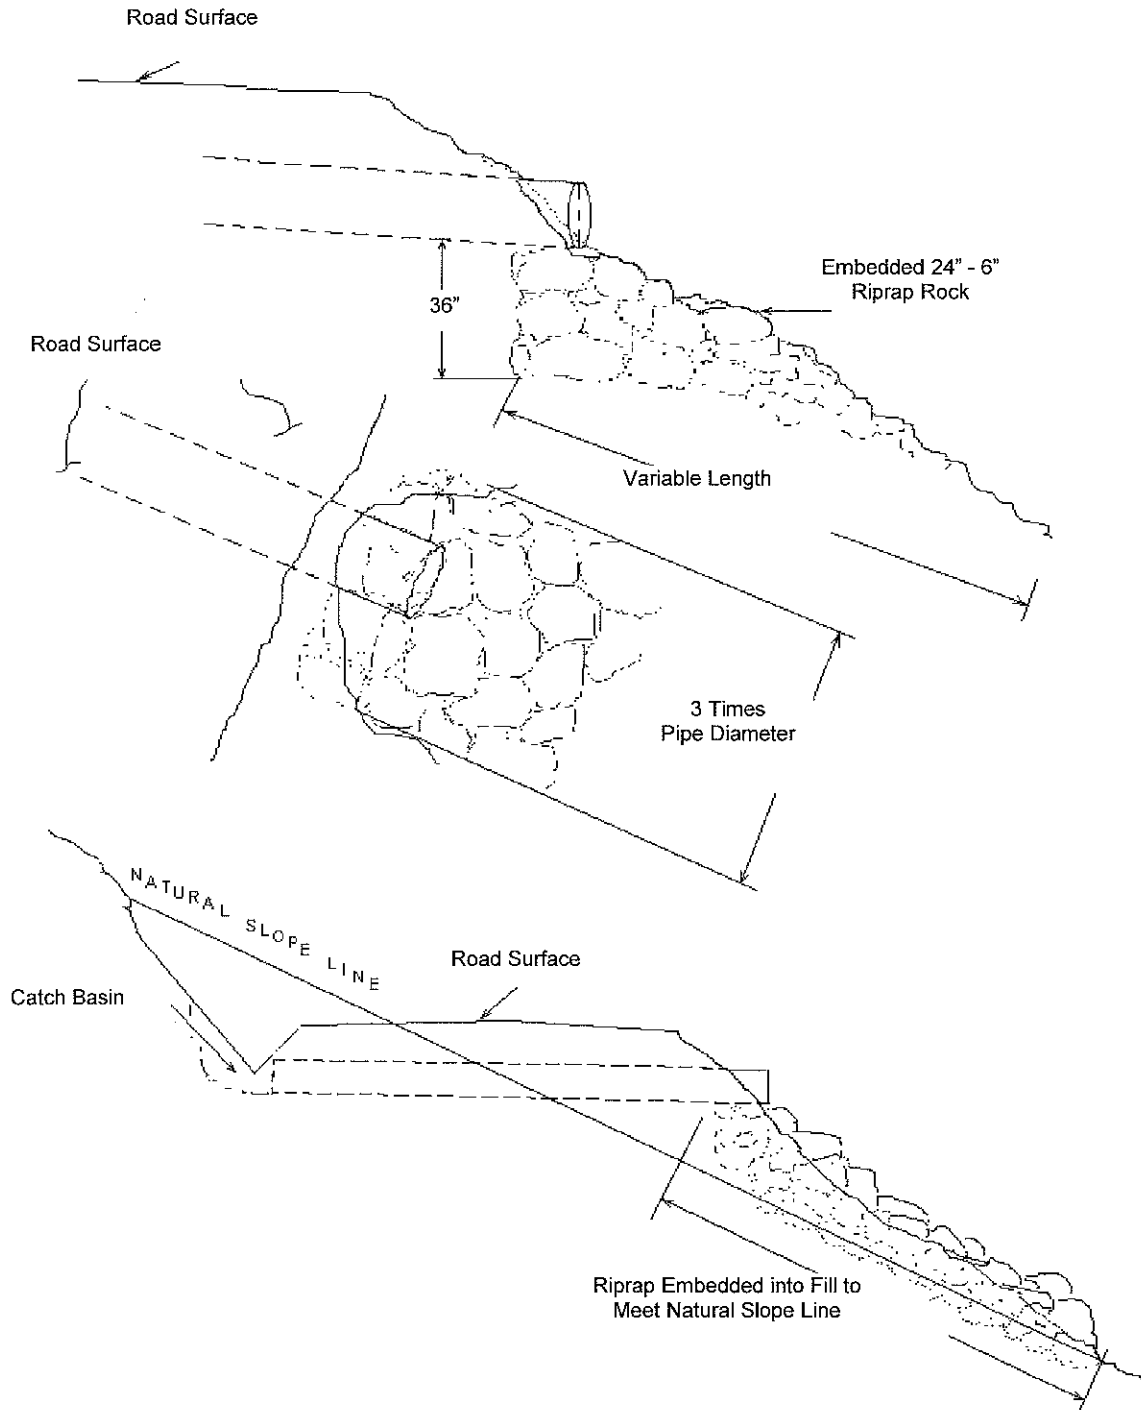 Road Surface
Embedded 24" - 6"
Riprap Rock
36"
Road Surface
Variable Length
3 Times
Pipe Diameter
NATURAL SLOPE LINE
Road Surface
Catch Basin
Riprap Embedded into Fill to
Meet Natural Slope Line